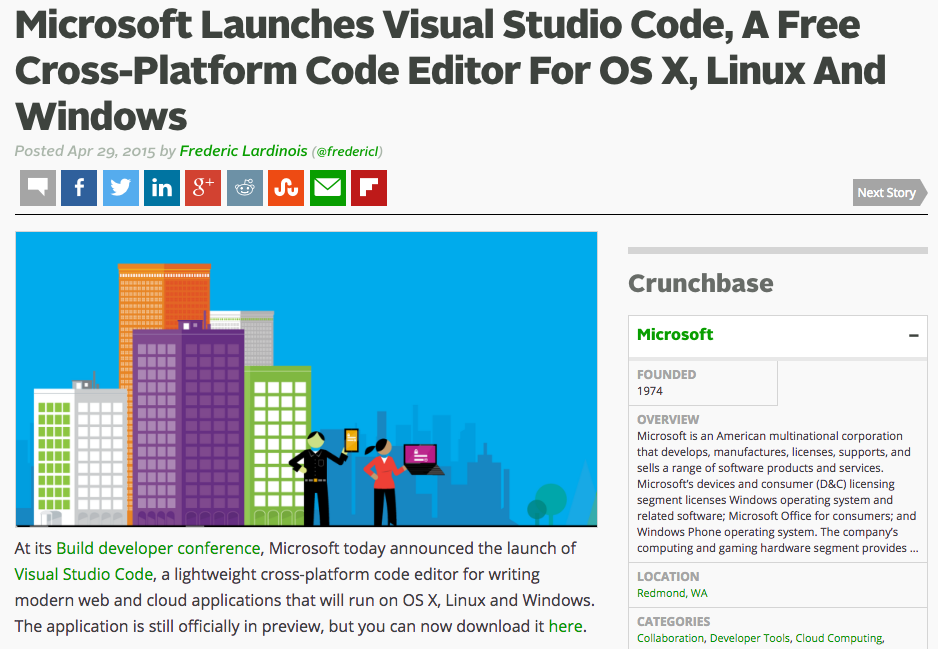 Microsoft Launches Visual Studio Code, A Free
Cross-Platform Code Editor For OS X, Linux And
Windows
Posted Apr 29, 2015 by Frederic Lardinois (@fredericl)
f
in
g+
Next Story
At its Build developer conference, Microsoft today announced the launch of
Visual Studio Code, a lightweight cross-platform code editor for writing
modern web and cloud applications that will run on OS X, Linux and Windows.
The application is still officially in preview, but you can now download it here.
Crunchbase
Microsoft –
FOUNDED
1974
OVERVIEW
Microsoft is an American multinational corporation
that develops, manufactures, licenses, supports, and
sells a range of software products and services.
Microsoft's devices and consumer (D&C) licensing
segment licenses Windows operating system and
related software; Microsoft Office for consumers; and
Windows Phone operating system. The company's
computing and gaming hardware segment provides ...
LOCATION
Redmond, WA
CATEGORIES
Collaboration, Developer Tools, Cloud Computing,